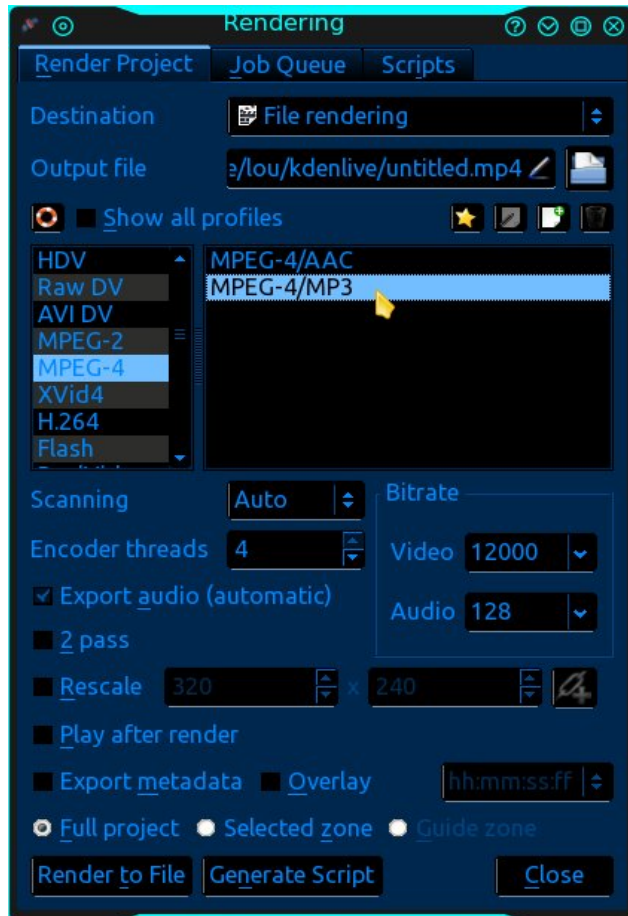 Rendering
Render Project Job Queue Scripts
Destination File rendering
Output file e/lou/kdenlive/untitled.mp4
Show all profiles
HDV
Raw DV
AVI DV
MPEG-2
MPEG-4
XVid4
H.264
Flash
MPEG-4/AAC
MPEG-4/MP3
Scanning Auto
Encoder threads 4
Export audio (automatic)
2 pass
Bitrate
Video 12000
Audio 128
Rescale 320 x 240
Play after render
Export metadata Overlay hh:mm:ss:ff
Full project Selected zone Guide zone
Render to File Generate Script Close